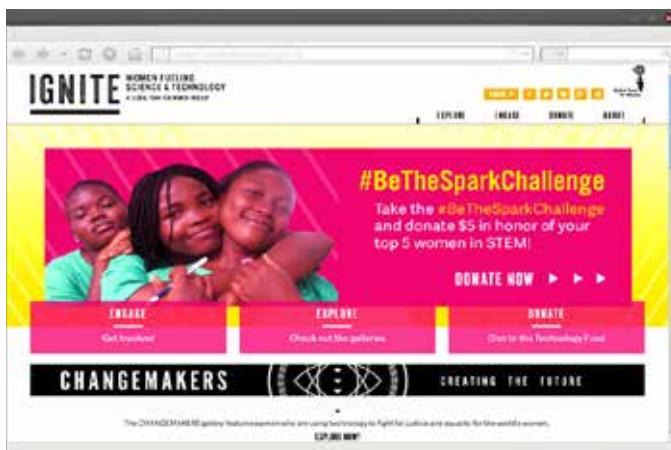 IGNITE
WOMEN FUELING
SCIENCE & TECHNOLOGY
EXPLORE ENGAGE DONATE ABOUT
#BeTheSparkChallenge
Take the #BeTheSparkChallenge
and donate $5 in honor of your
top 5 women in STEM!
DONATE NOW
ENGAGE
Get Involved
EXPLORE
Check out the galleries
DONATE
Give to the Technology Fund
CHANGEMAKERS
CREATING THE FUTURE
The CHANGEMAKERS gallery features women who are using technology to fight for justice and equality for the world's women.
EXPLORE NOW!